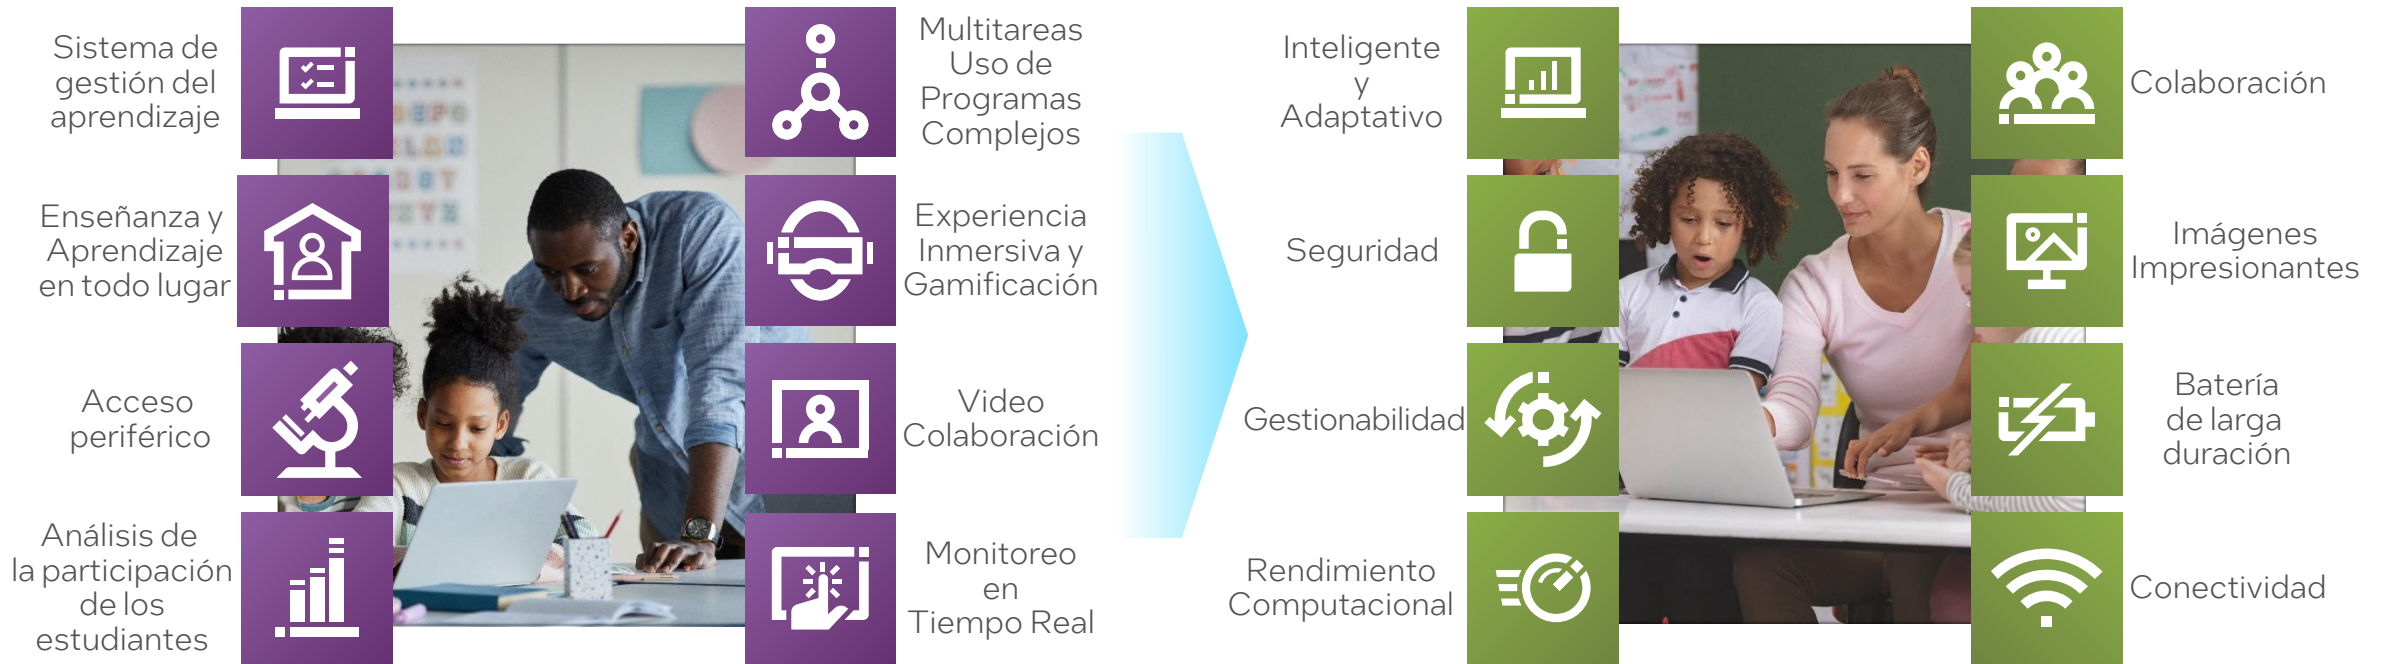 Sistema de
gestión del
aprendizaje
Enseñanza y
Aprendizaje
en todo lugar
Acceso
periférico
Análisis de
la participación
de los
estudiantes
Multitareas
Uso de
Programas
Complejos
Experiencia
Inmersiva y
Gamificación
Video
Colaboración
Monitoreo
en
Tiempo Real
Inteligente
y
Adaptativo
Seguridad
Gestionabilidad
Rendimiento
Computacional
Colaboración
Imágenes
Impresionantes
Batería
de larga
duración
Conectividad